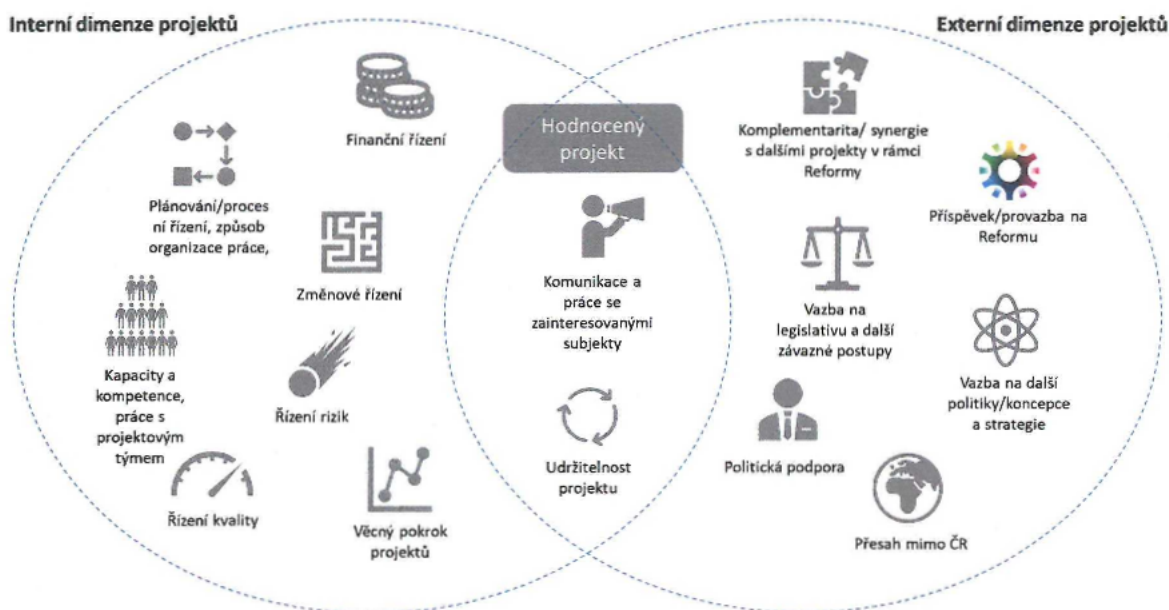 Interní dimenze projektů
Externí dimenze projektů
Finanční řízení
Plánování/proces
ní řízení, způsob
organizace práce,
Změnové řízení
Kapacity a
kompetence,
práce s
projektovým
týmem
Řízení rizik
Řízení kvality
Věcný pokrok
projektů
Hodnocený
projekt
Komunikace a
práce se
zainteresovanými
subjekty
Udržitelnost
projektu
Komplementarita/ synergie
s dalšími projekty v rámci
Reformy
Příspěvek/provazba na
Reformu
Vazba na
legislativu a další
závazné postupy
Vazba na další
politiky/koncepce
a strategie
Politická podpora
Přesah mimo ČR